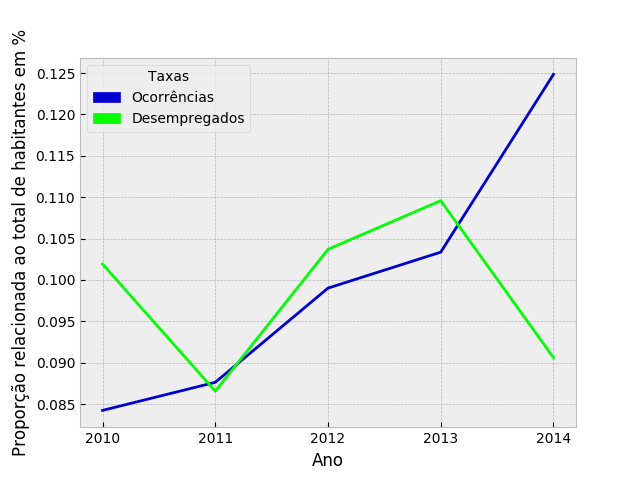 Proporção relacionada ao total de habitantes em %
0.125
0.120
0.115
0.110
0.105
0.100
0.095
0.090
0.085
Taxas
Ocorrências
Desempregados
2010 2011 2012 2013 2014
Ano